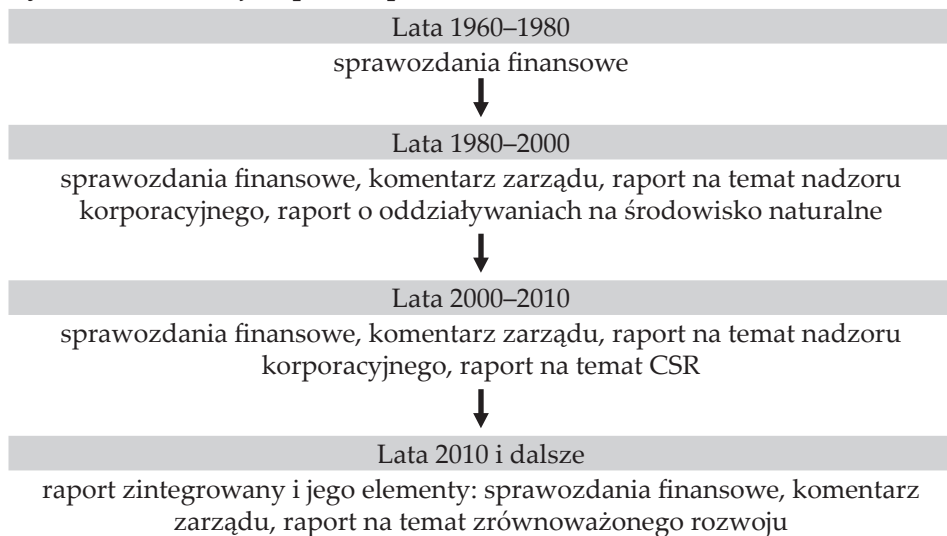 Lata 1960–1980
sprawozdania finansowe
Lata 1980–2000
sprawozdania finansowe, komentarz zarządu, raport na temat nadzoru
korporacyjnego, raport o oddziaływaniach na środowisko naturalne
Lata 2000–2010
sprawozdania finansowe, komentarz zarządu, raport na temat nadzoru
korporacyjnego, raport na temat CSR
Lata 2010 i dalsze
raport zintegrowany i jego elementy: sprawozdania finansowe, komentarz
zarządu, raport na temat zrównoważonego rozwoju